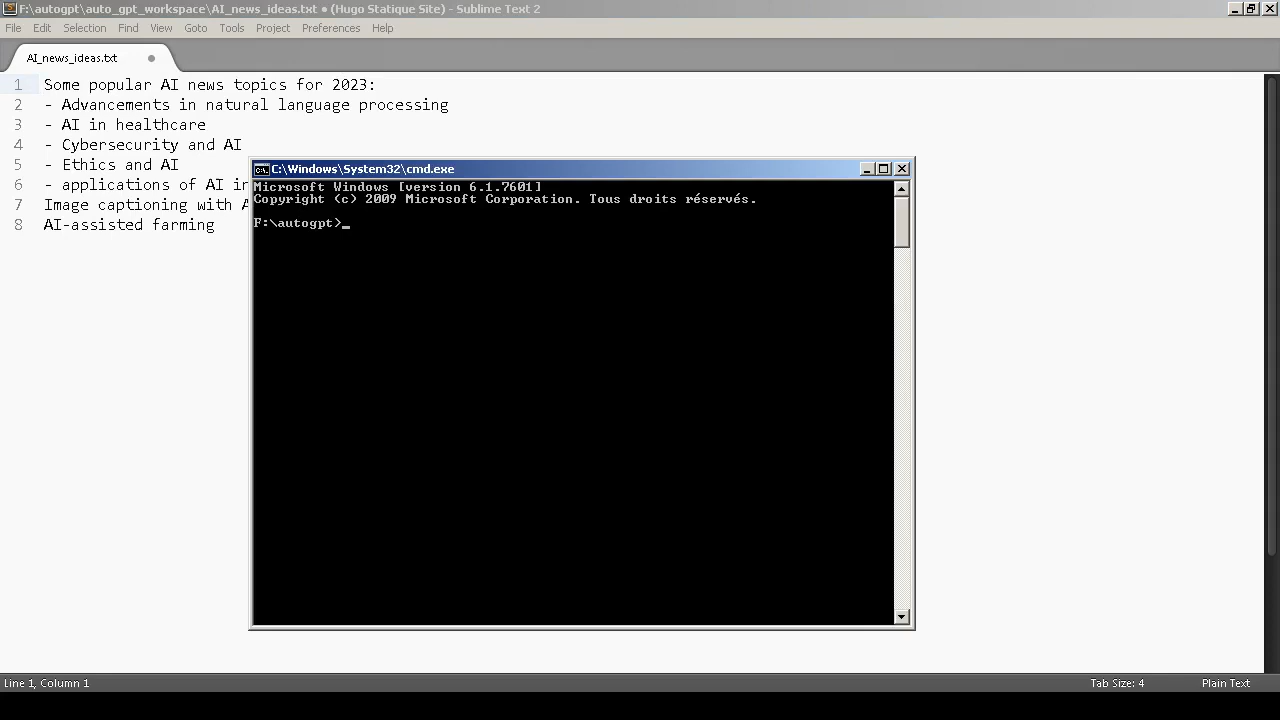 F:\autogpt\auto_gpt_workspace\AI_news_ideas.txt • (Hugo Statique Site) - Sublime Text 2
File Edit Selection Find View Goto Tools Project Preferences Help
AI_news_ideas.txt
1 Some popular AI news topics for 2023:
2 - Advancements in natural language processing
3 - AI in healthcare
4 - Cybersecurity and AI
5 - Ethics and AI
6 - applications of AI in
7 Image captioning with
8 AI-assisted farming
C:\Windows\System32\cmd.exe
Microsoft Windows [version 6.1.7601]
Copyright (c) 2009 Microsoft Corporation. Tous droits réservés.
F:\autogpt>_
Line 1, Column 1
Tab Size: 4
Plain Text